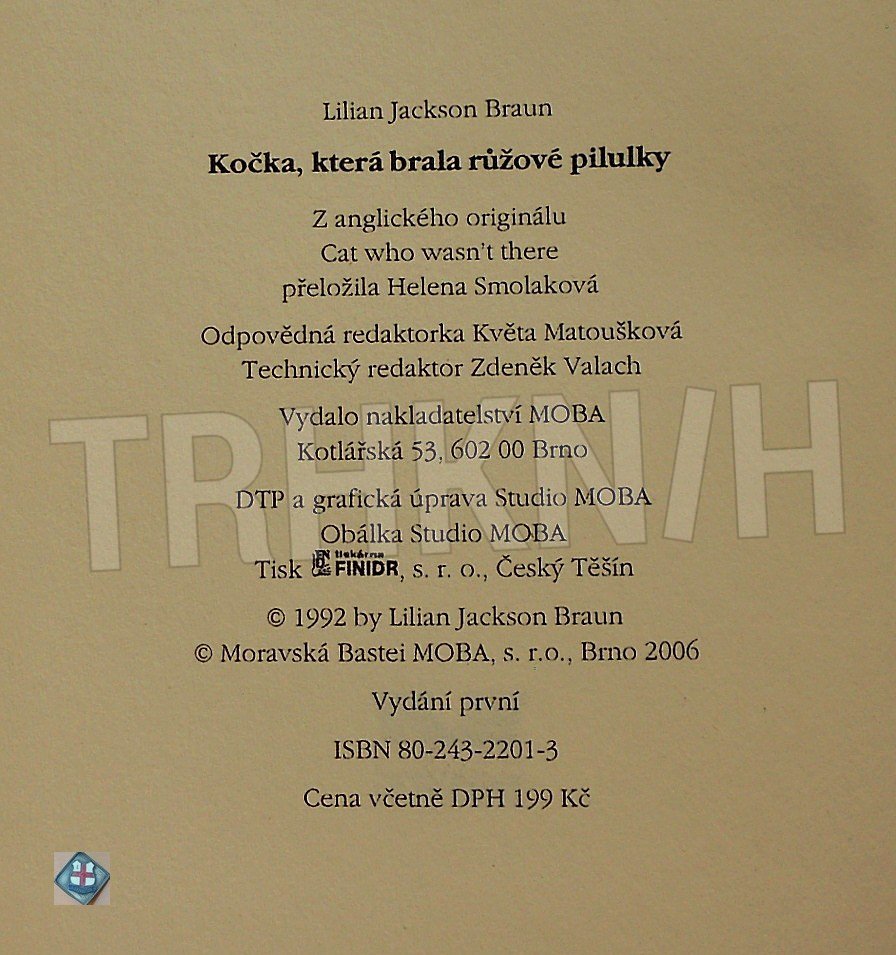 Lilian Jackson Braun
Kočka, která brala růžové pilulky
Z anglického originálu
Cat who wasn't there
přeložila Helena Smolaková
Odpovědná redaktorka Květa Matoušková
Technický redaktor Zdeněk Valach
Vydalo nakladatelství MOBA
Kotlářská 53, 602 00 Brno
TRHKN/H
DTP a grafická úprava Studio MOBA
Obálka Studio MOBA
Tisk tiskárna FINIDR, s. r. o., Český Těšín
© 1992 by Lilian Jackson Braun
© Moravská Bastei MOBA, s. r.o., Brno 2006
Vydání první
ISBN 80-243-2201-3
Cena včetně DPH 199 Kč